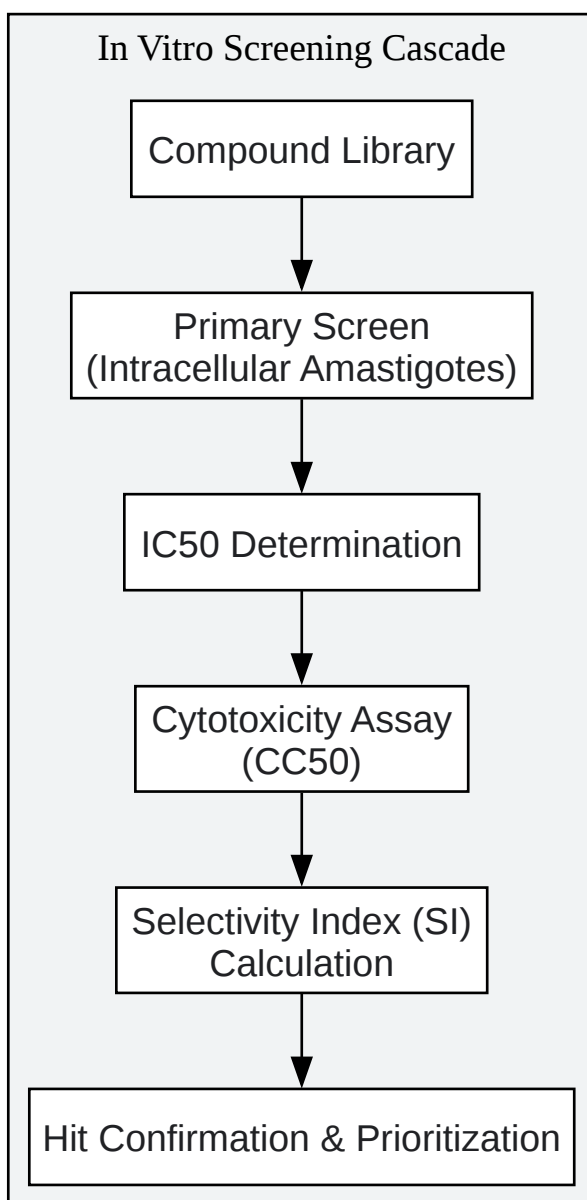 In Vitro Screening Cascade
Compound Library
Primary Screen
(Intracellular Amastigotes)
IC50 Determination
Cytotoxicity Assay
(CC50)
Selectivity Index (SI)
Calculation
Hit Confirmation & Prioritization